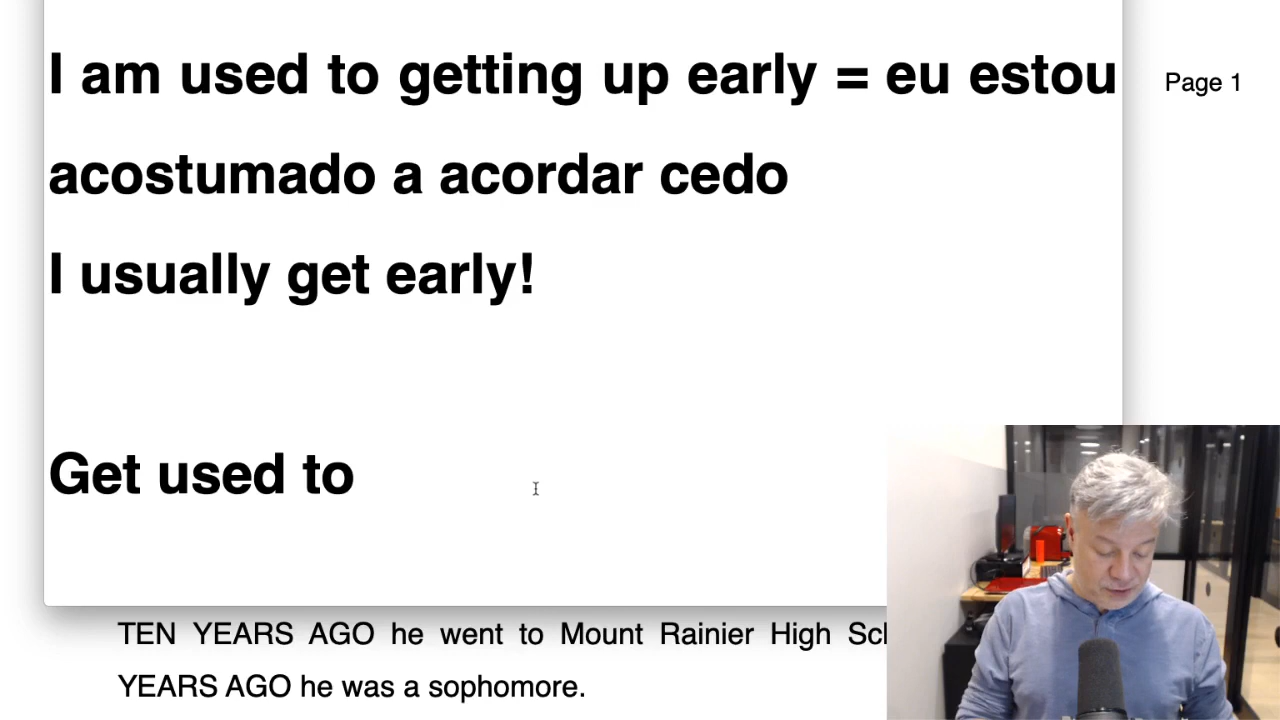 I am used to getting up early = eu estou
Page 1
acostumado a acordar cedo
I usually get early!
Get used to
TEN YEARS AGO he went to Mount Rainier High
YEARS AGO he was a sophomore.